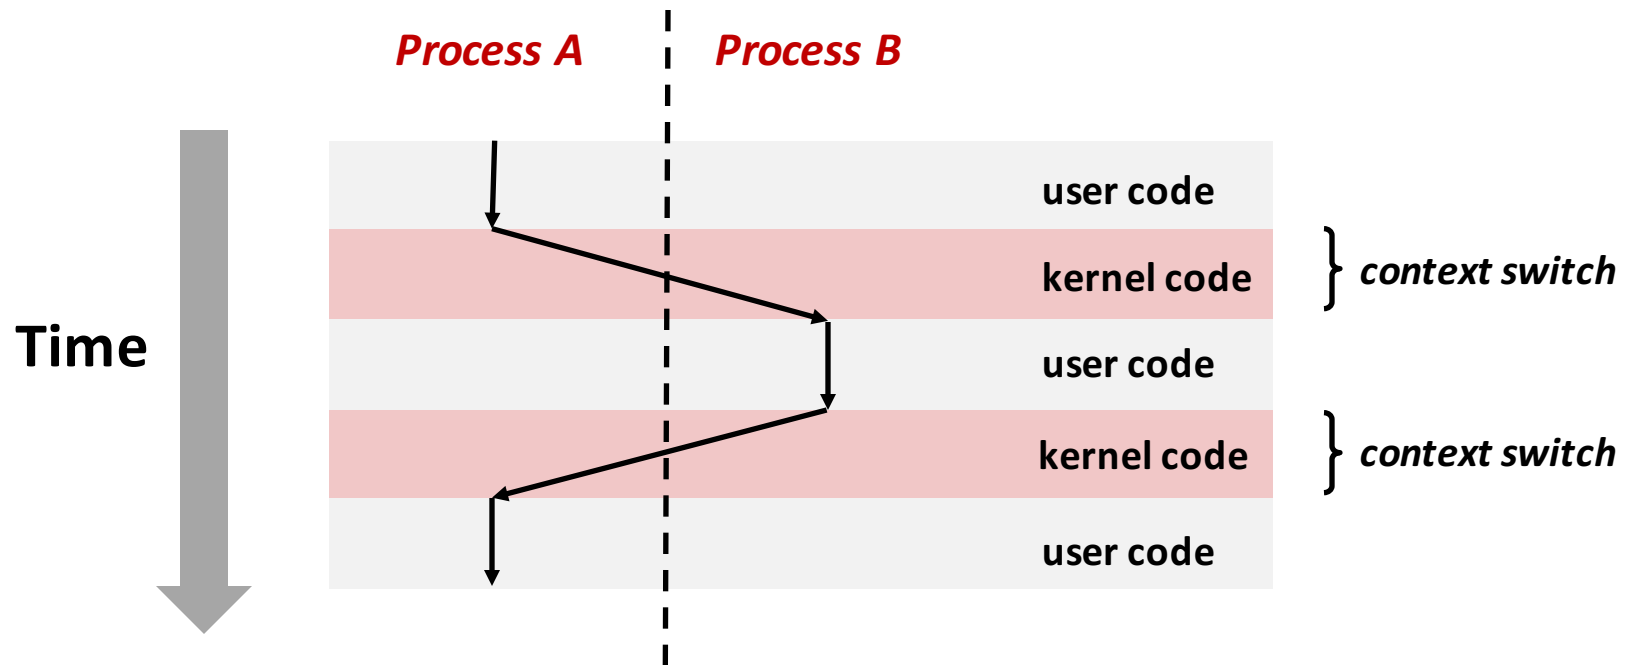 Process A
Process B
user code
kernel code
context switch
Time
user code
kernel code
context switch
user code